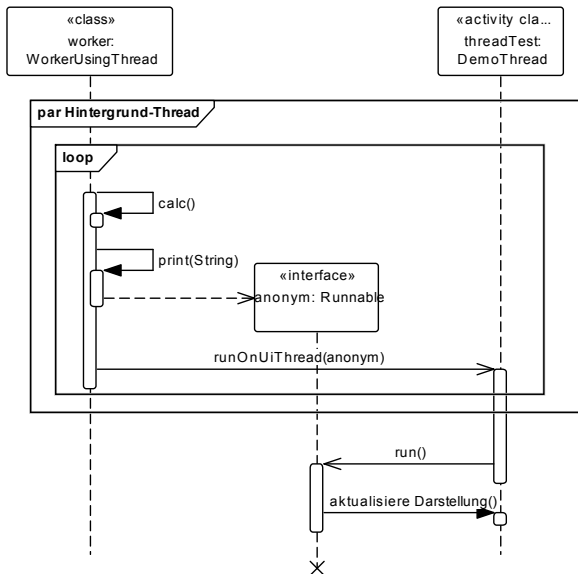 «class»
worker:
WorkerUsingThread
«activity cla...
threadTest:
DemoThread
par Hintergrund-Thread
loop
calc()
print(String)
«interface»
anonym: Runnable
runOnUiThread(anonym)
run()
aktualisiere Darstellung()